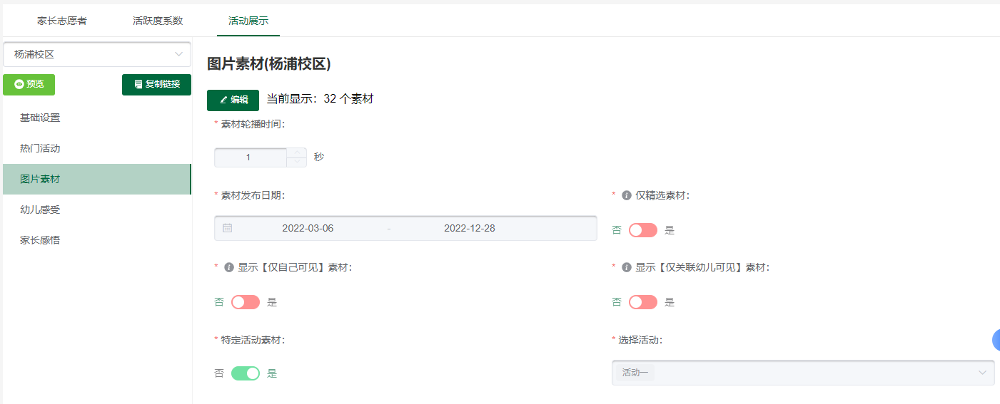 家长志愿者 活跃度系数 活动展示
杨浦校区
预览 复制链接
基础设置
热门活动
图片素材
幼儿感受
家长感悟
图片素材(杨浦校区)
编辑 当前显示：32 个素材
* 素材轮播时间：
1 秒
* 素材发布日期： * 仅精选素材：
2022-03-06 - 2022-12-28 否 是
* 显示【仅自己可见】素材： * 显示【仅关联幼儿可见】素材：
否 是 否 是
* 特定活动素材： * 选择活动：
否 是 活动一